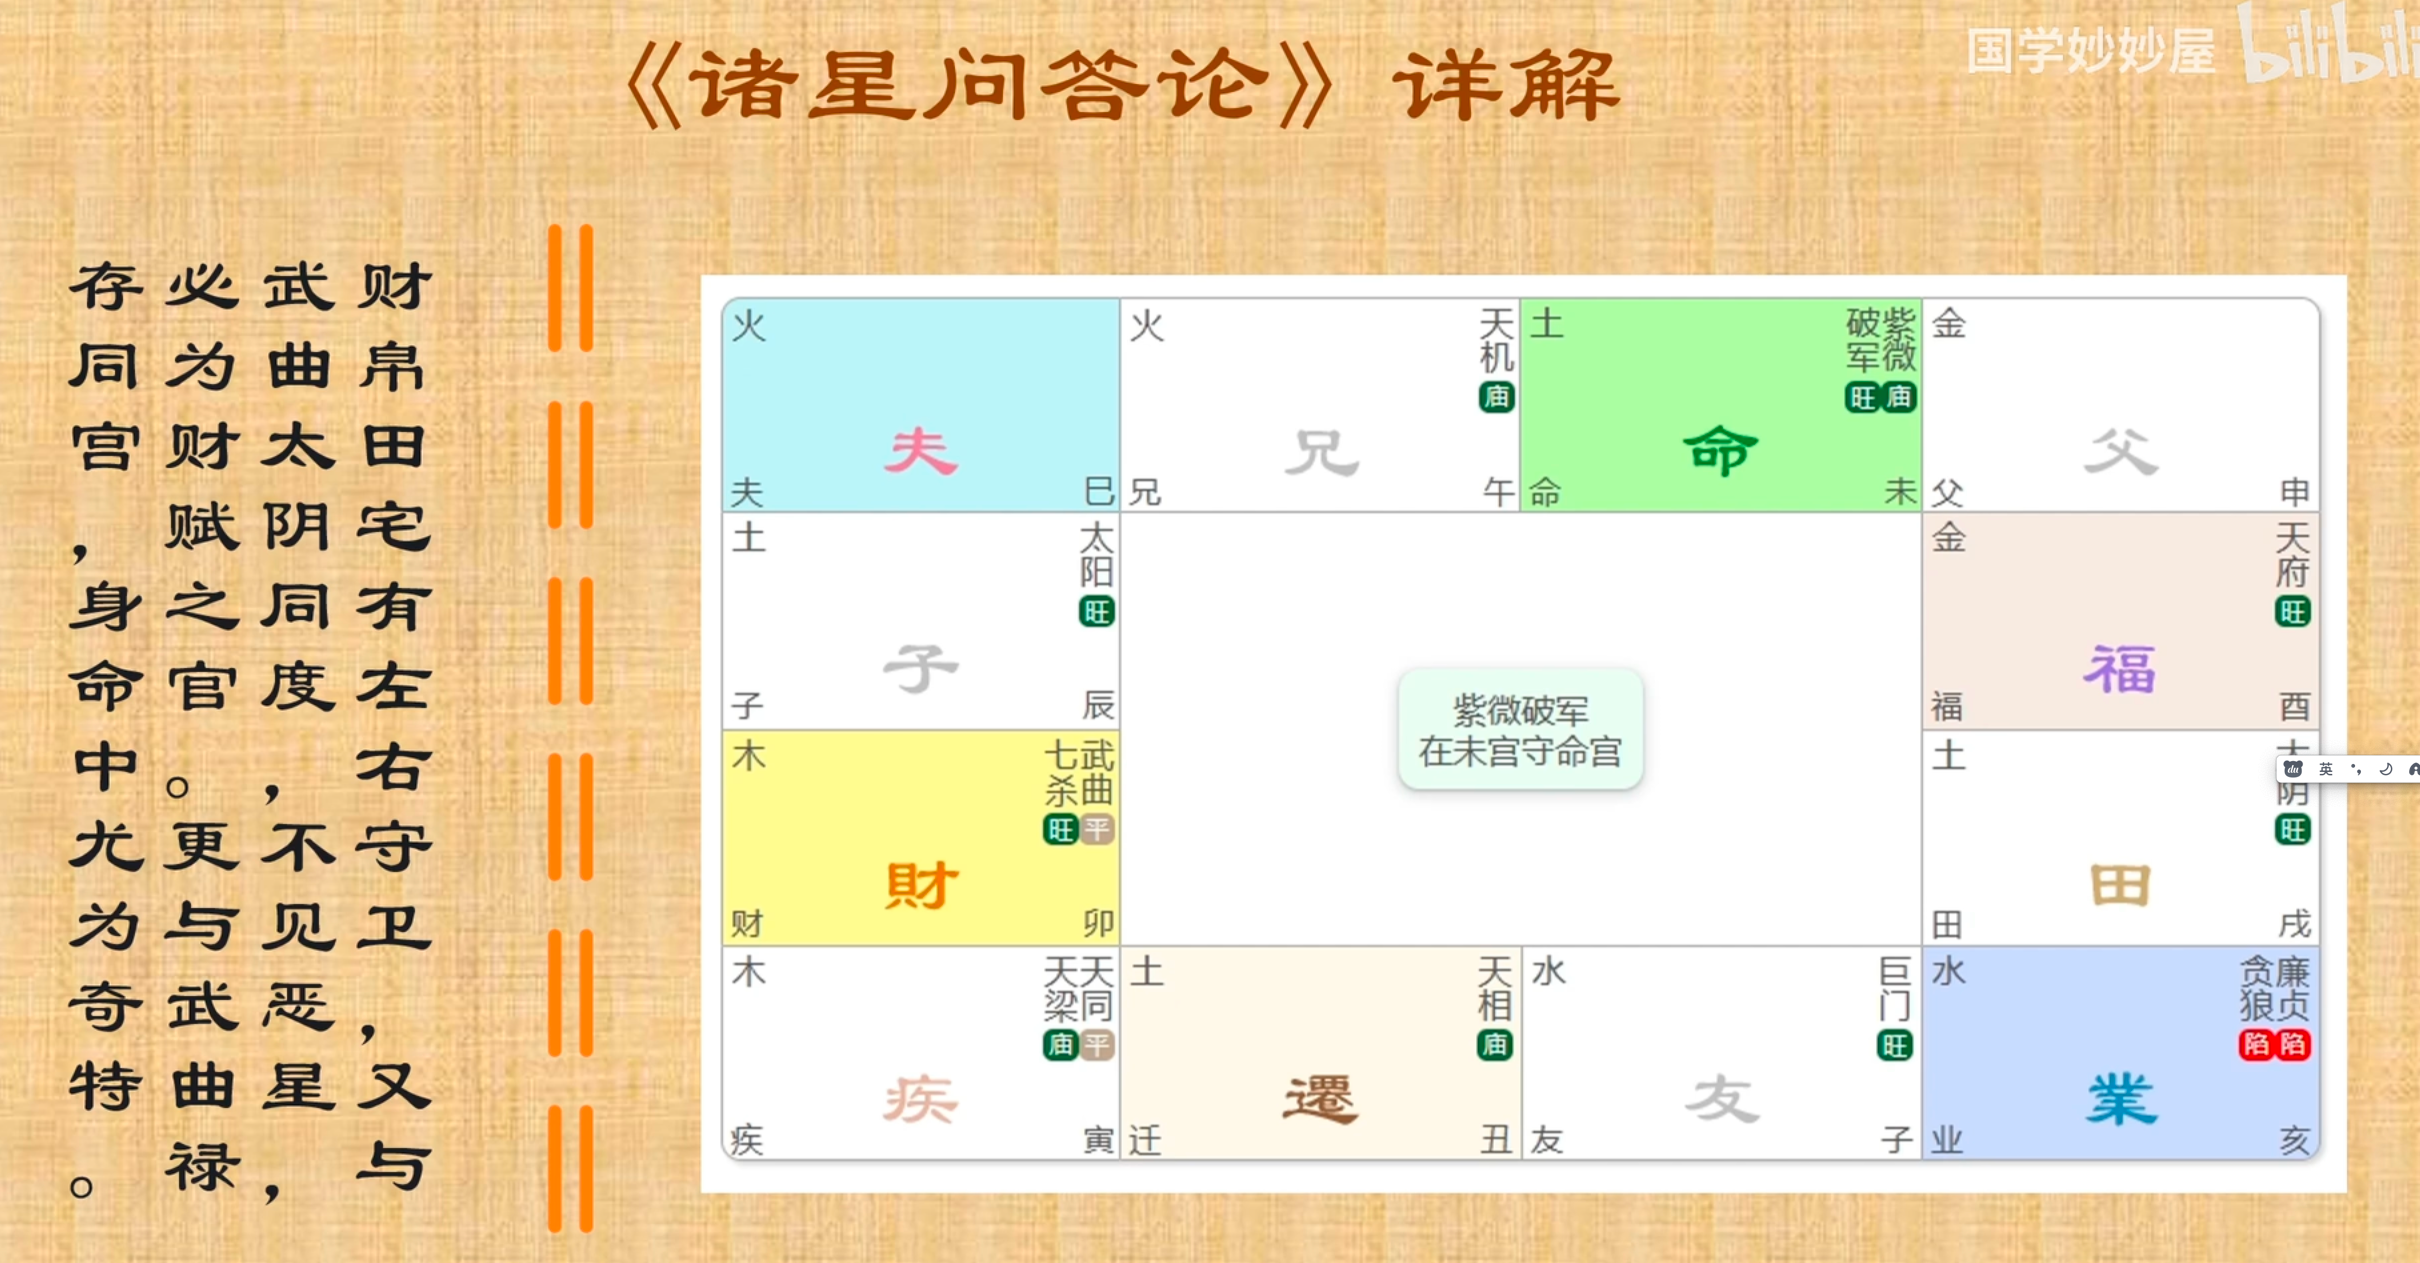 《诸星问答论》详解
国学妙妙屋
bilibili
财帛田宅有左右守卫，又与
武曲太阴同度，不见恶星，
必为财赋之官。更与武曲禄
存同宫，身命中尤为奇特。
火
夫
夫
巳
火
天机
庙
兄
兄
午
土
破军
紫微
旺
庙
命
命
未
金
父
父
申
土
太阳
旺
子
子
辰
金
天府
旺
福
福
酉
紫微破军
在未宫守命宫
木
七杀
武曲
旺
平
財
财
卯
土
阴
旺
田
田
戌
英
木
天梁
天同
庙
平
疾
疾
寅
土
天相
庙
遷
迁
丑
水
巨门
旺
友
友
子
水
贪狼
廉贞
陷
陷
業
业
亥